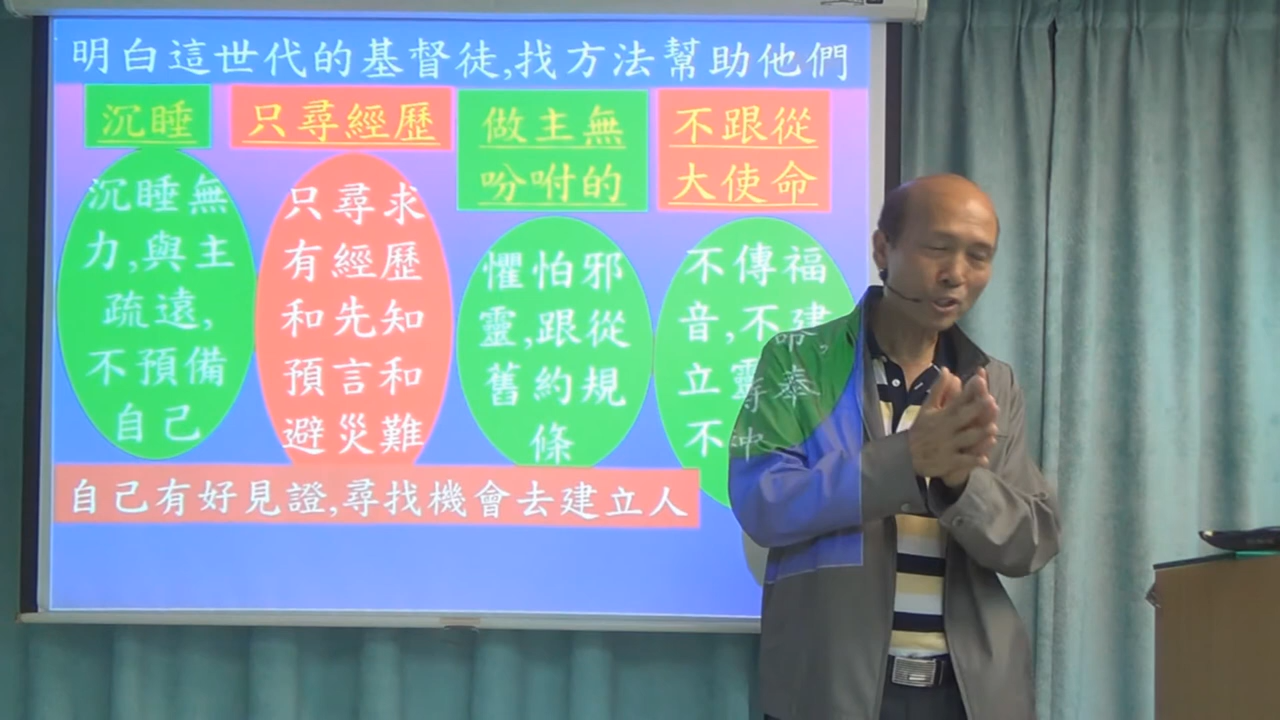 明白這世代的基督徒,找方法幫助他們
沉睡
只尋經歷
做主無
吩咐的
不跟從
大使命
沉睡無
力,與主
疏遠,
不預備
自己
只尋求
有經歷
和先知
預言和
避災難
懼怕邪
靈,跟從
舊約規
條
不傳福
音,不建
立靈命,
不
自己有好見證,尋找機會去建立人